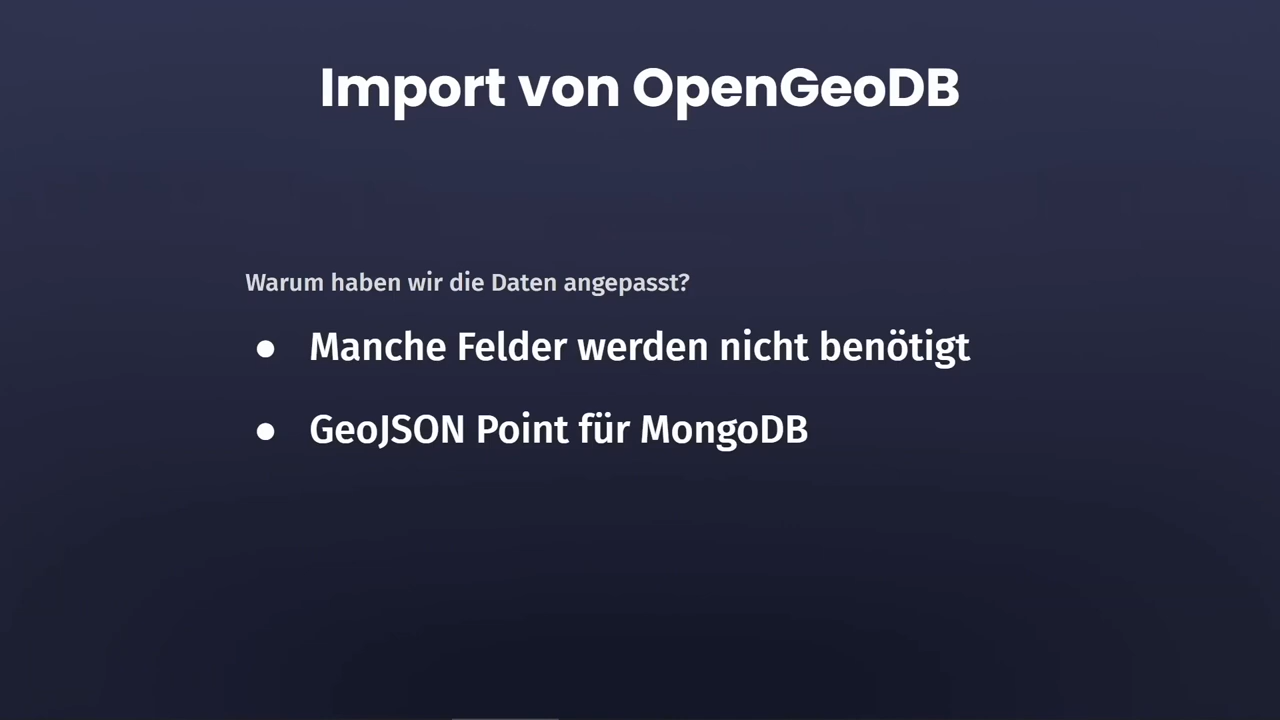 Import von OpenGeoDB
Warum haben wir die Daten angepasst?
● Manche Felder werden nicht benötigt
● GeoJSON Point für MongoDB